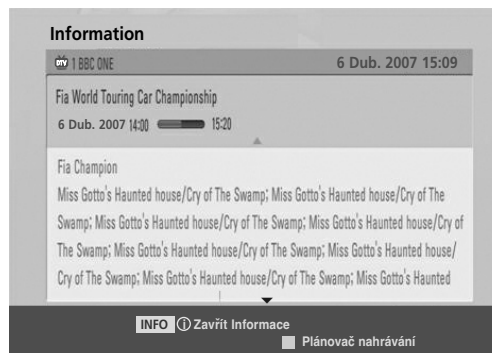 Information
DTV 1 BBC ONE 6 Dub. 2007 15:09
Fia World Touring Car Championship
6 Dub. 2007 14:00 15:20
Fia Champion
Miss Gotto's Haunted house/Cry of The Swamp; Miss Gotto's Haunted house/Cry of The
Swamp; Miss Gotto's Haunted house/Cry of The Swamp; Miss Gotto's Haunted house/Cry of
The Swamp; Miss Gotto's Haunted house/Cry of The Swamp; Miss Gotto's Haunted house/
Cry of The Swamp; Miss Gotto's Haunted house/Cry of The Swamp; Miss Gotto's Haunted
INFO i Zavřít Informace
Plánovač nahrávání